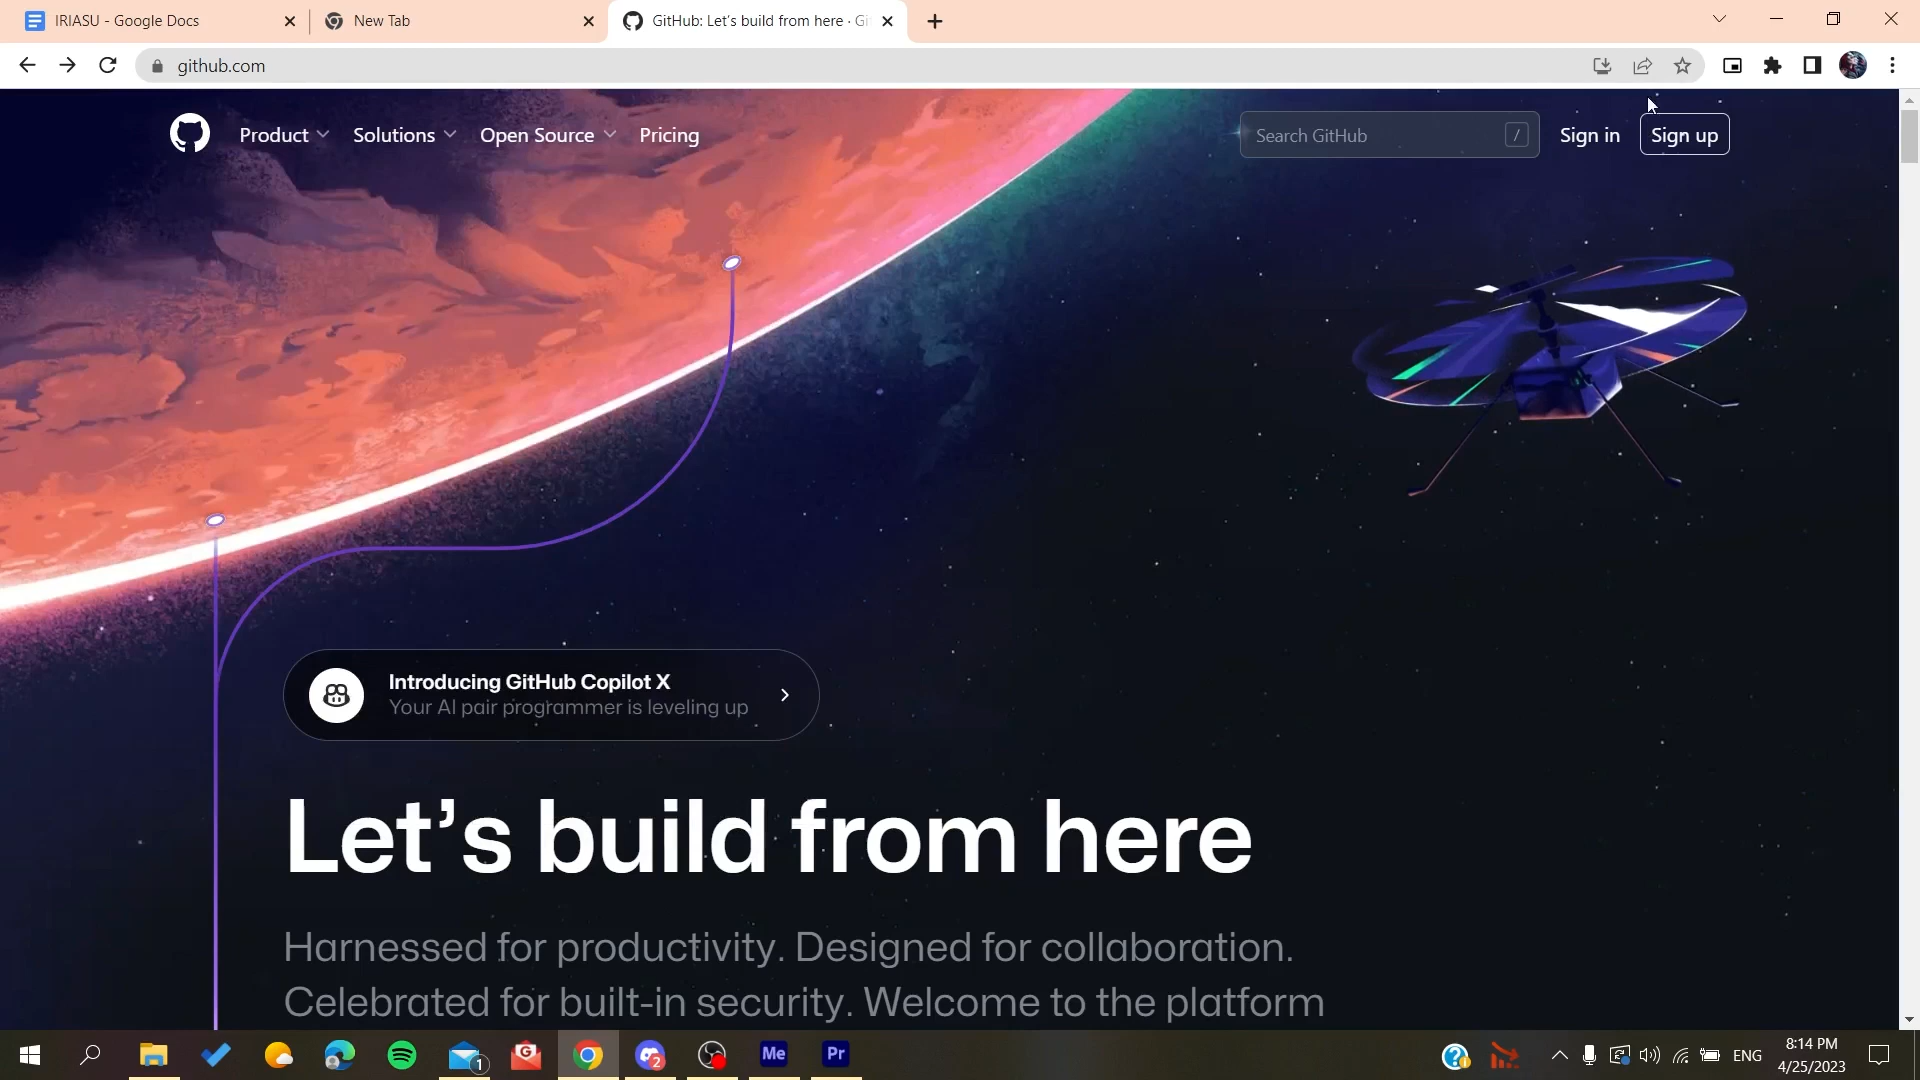 IRIASU - Google Docs
New Tab
GitHub: Let's build from here · Git
github.com
Product
Solutions
Open Source
Pricing
Search GitHub
/
Sign in
Sign up
Introducing GitHub Copilot X
Your AI pair programmer is leveling up
Let's build from here
Harnessed for productivity. Designed for collaboration.
Celebrated for built-in security. Welcome to the platform
1
G
2
Me
Pr
ENG
8:14 PM
4/25/2023